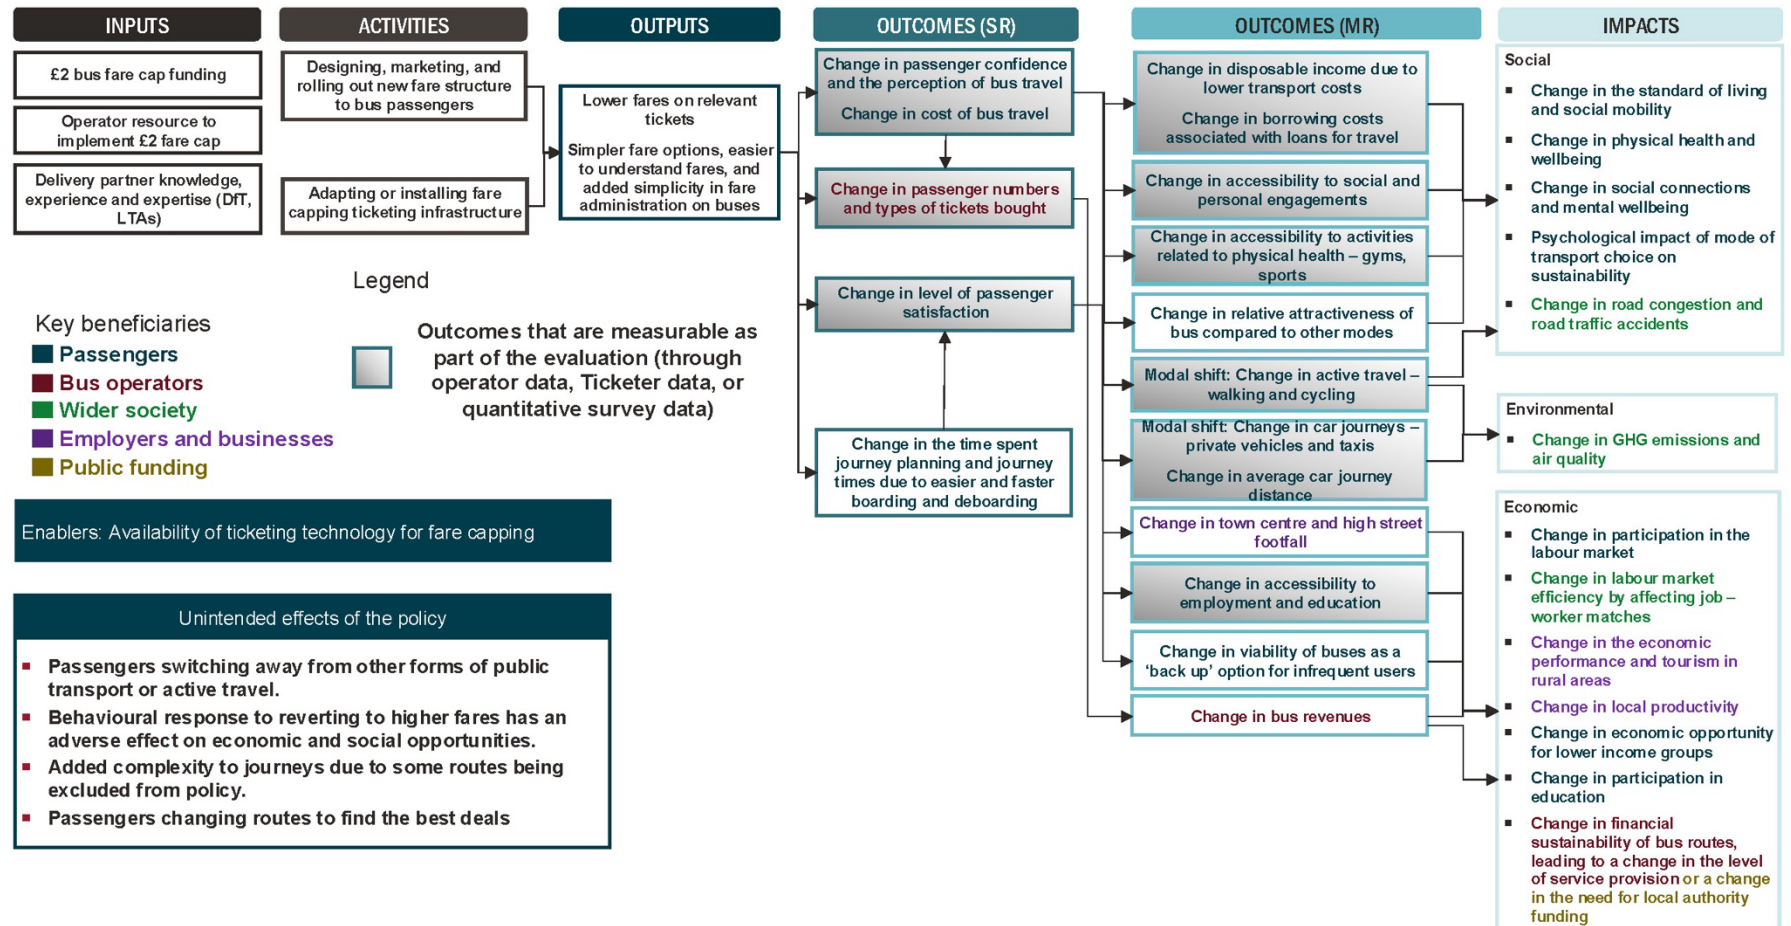 INPUTS
ACTIVITIES
OUTPUTS
OUTCOMES (SR)
OUTCOMES (MR)
IMPACTS
£2 bus fare cap funding
Operator resource to
implement £2 fare cap
Delivery partner knowledge,
experience and expertise (DfT,
LTAs)
Designing, marketing, and
rolling out new fare structure
to bus passengers
Adapting or installing fare
capping ticketing infrastructure
Lower fares on relevant
tickets
Simpler fare options, easier
to understand fares, and
added simplicity in fare
administration on buses
Change in passenger confidence
and the perception of bus travel
Change in cost of bus travel
Change in passenger numbers
and types of tickets bought
Change in level of passenger
satisfaction
Change in the time spent
journey planning and journey
times due to easier and faster
boarding and deboarding
Change in disposable income due to
lower transport costs
Change in borrowing costs
associated with loans for travel
Change in accessibility to social and
personal engagements
Change in accessibility to activities
related to physical health – gyms,
sports
Change in relative attractiveness of
bus compared to other modes
Modal shift: Change in active travel –
walking and cycling
Modal shift: Change in car journeys –
private vehicles and taxis
Change in average car journey
distance
Change in town centre and high street
footfall
Change in accessibility to
employment and education
Change in viability of buses as a
‘back up’ option for infrequent users
Change in bus revenues
Social
▪ Change in the standard of living
and social mobility
▪ Change in physical health and
wellbeing
▪ Change in social connections
and mental wellbeing
▪ Psychological impact of mode of
transport choice on
sustainability
▪ Change in road congestion and
road traffic accidents
Environmental
▪ Change in GHG emissions and
air quality
Economic
▪ Change in participation in the
labour market
▪ Change in labour market
efficiency by affecting job –
worker matches
▪ Change in the economic
performance and tourism in
rural areas
▪ Change in local productivity
▪ Change in economic opportunity
for lower income groups
▪ Change in participation in
education
▪ Change in financial
sustainability of bus routes,
leading to a change in the level
of service provision or a change
in the need for local authority
funding
Legend
Key beneficiaries
Passengers
Bus operators
Wider society
Employers and businesses
Public funding
Outcomes that are measurable as
part of the evaluation (through
operator data, Ticketer data, or
quantitative survey data)
Enablers: Availability of ticketing technology for fare capping
Unintended effects of the policy
▪ Passengers switching away from other forms of public
transport or active travel.
▪ Behavioural response to reverting to higher fares has an
adverse effect on economic and social opportunities.
▪ Added complexity to journeys due to some routes being
excluded from policy.
▪ Passengers changing routes to find the best deals